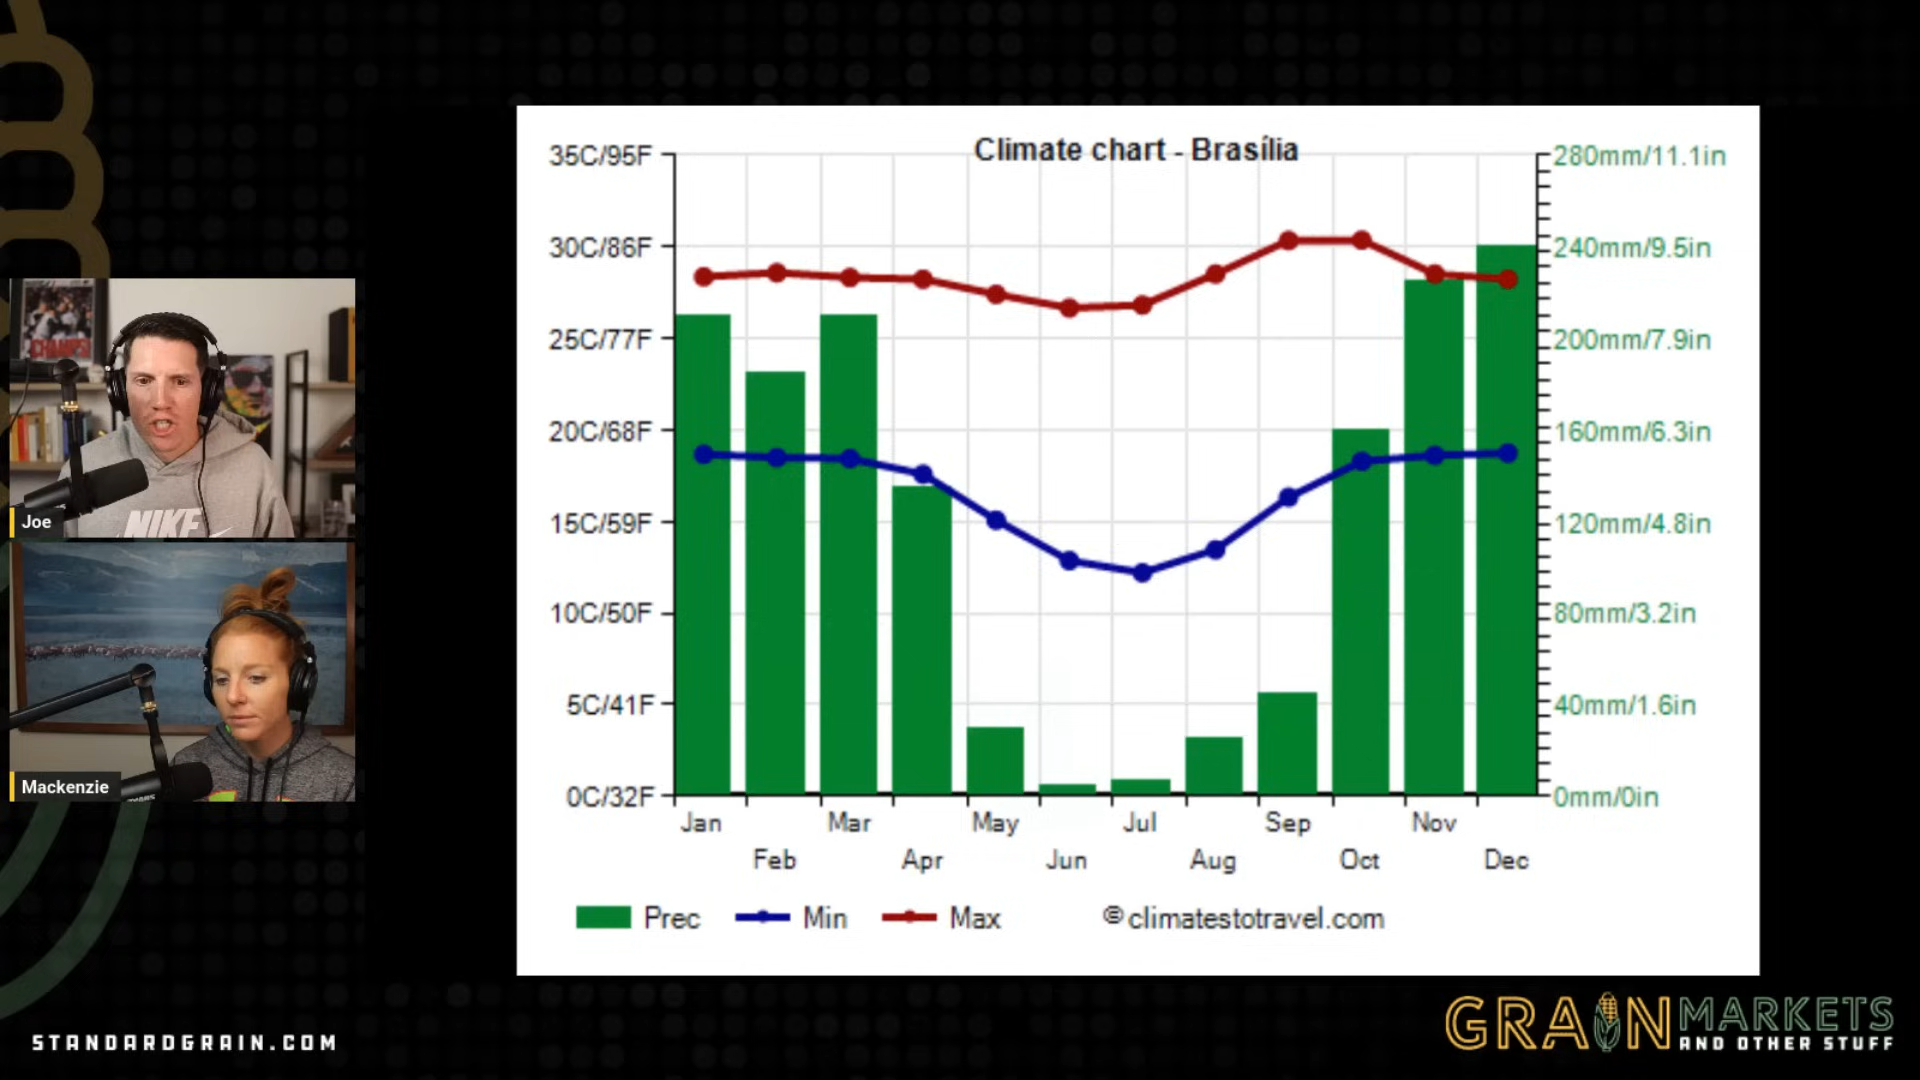 Climate chart - Brasília
35C/95F
30C/86F
25C/77F
20C/68F
15C/59F
10C/50F
5C/41F
0C/32F
280mm/11.1in
240mm/9.5in
200mm/7.9in
160mm/6.3in
120mm/4.8in
80mm/3.2in
40mm/1.6in
0mm/0in
Jan Mar May Jul Sep Nov
Feb Apr Jun Aug Oct Dec
Prec Min Max ©climatestotravel.com
NIKE
Joe
Mackenzie
STANDARDGRAIN.COM
GRAIN MARKETS
AND OTHER STUFF